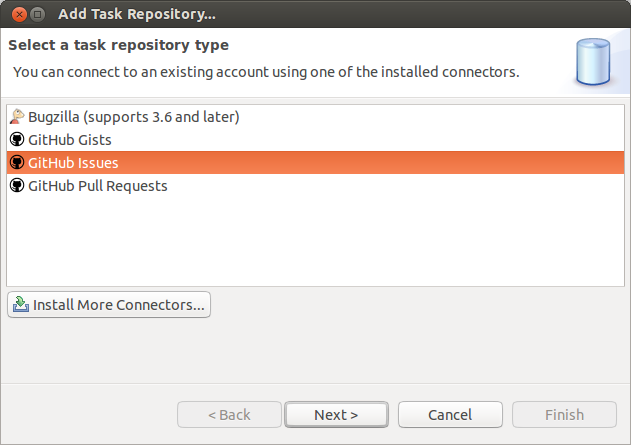 Add Task Repository...
Select a task repository type
You can connect to an existing account using one of the installed connectors.
Bugzilla (supports 3.6 and later)
GitHub Gists
GitHub Issues
GitHub Pull Requests
Install More Connectors...
< Back
Next >
Cancel
Finish